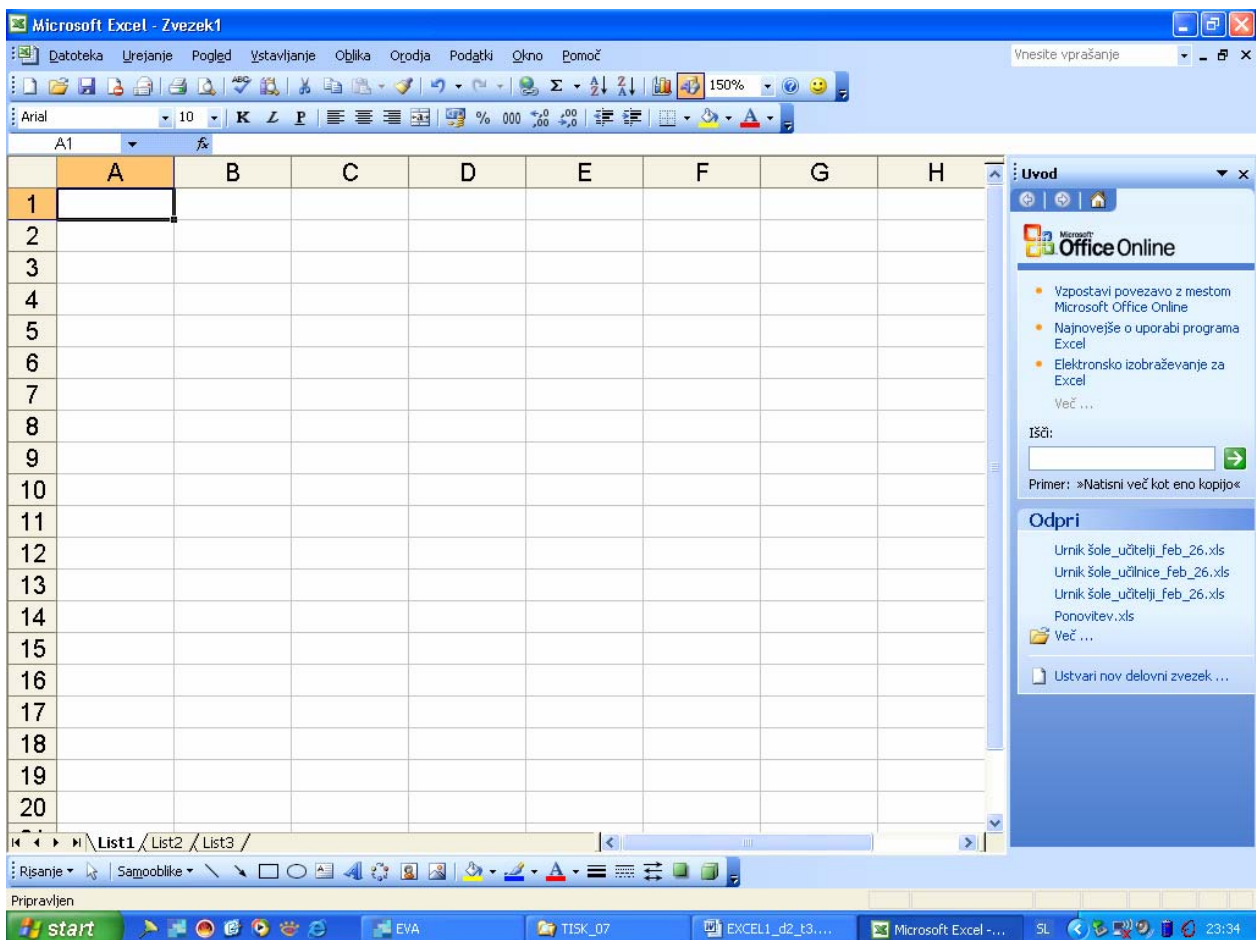 Microsoft Excel - Zvezek1
Datoteka Urejanje Pogled Vstavljanje Oblika Orodja Podatki Okno Pomoč Vnesite vprašanje
150%
Arial 10 K L P % 000
A1 fx
A B C D E F G H
1
2
3
4
5
6
7
8
9
10
11
12
13
14
15
16
17
18
19
20
Uvod
Microsoft
Office Online
Vzpostavi povezavo z mestom
Microsoft Office Online
Najnovejše o uporabi programa
Excel
Elektronsko izobraževanje za
Excel
Več ...
Išči:
Primer: »Natisni več kot eno kopijo«
Odpri
Urnik šole_učitelji_feb_26.xls
Urnik šole_učilnice_feb_26.xls
Urnik šole_učitelji_feb_26.xls
Ponovitev.xls
Več ...
Ustvari nov delovni zvezek ...
List1 List2 List3
Risanje Samooblike
Pripravljen
start EVA TISK_07 EXCEL1_d2_t3.... Microsoft Excel -... SL 23:34